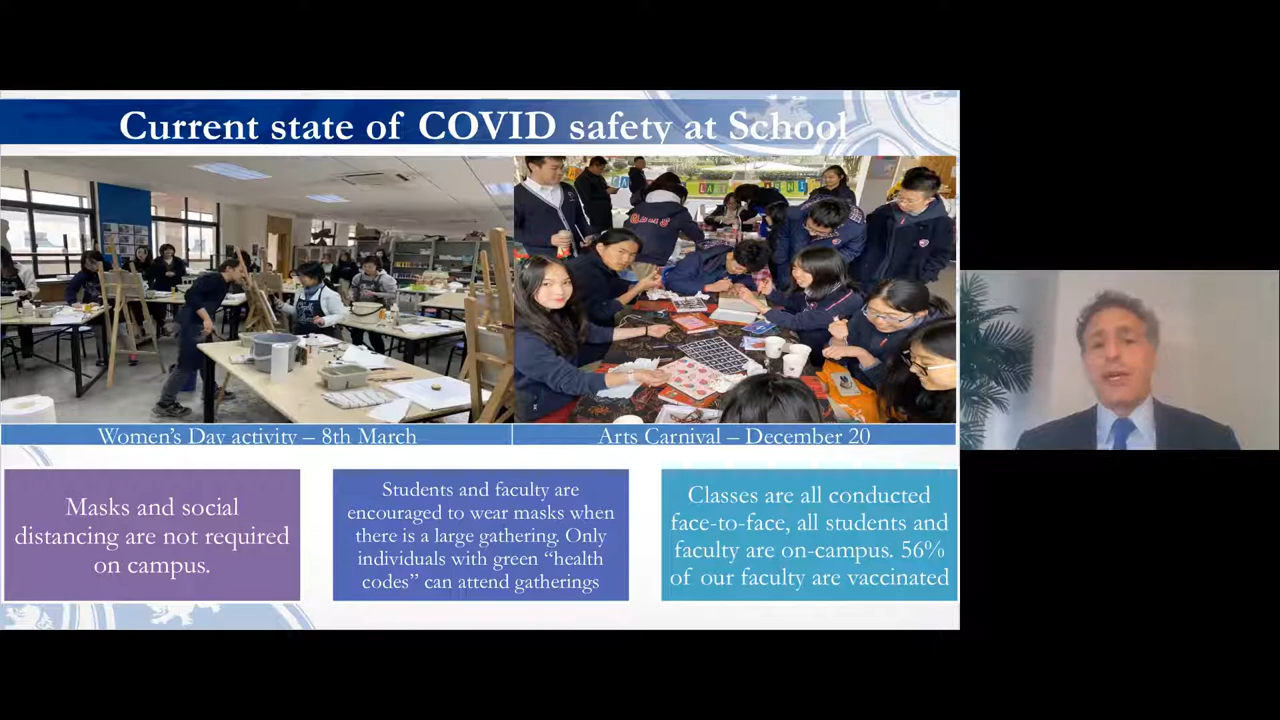 Current state of COVID safety at School
Women's Day activity – 8th March
Arts Carnival – December 20
Masks and social
distancing are not required
on campus.
Students and faculty are
encouraged to wear masks when
there is a large gathering. Only
individuals with green “health
codes” can attend gatherings
Classes are all conducted
face-to-face, all students and
faculty are on-campus. 56%
of our faculty are vaccinated